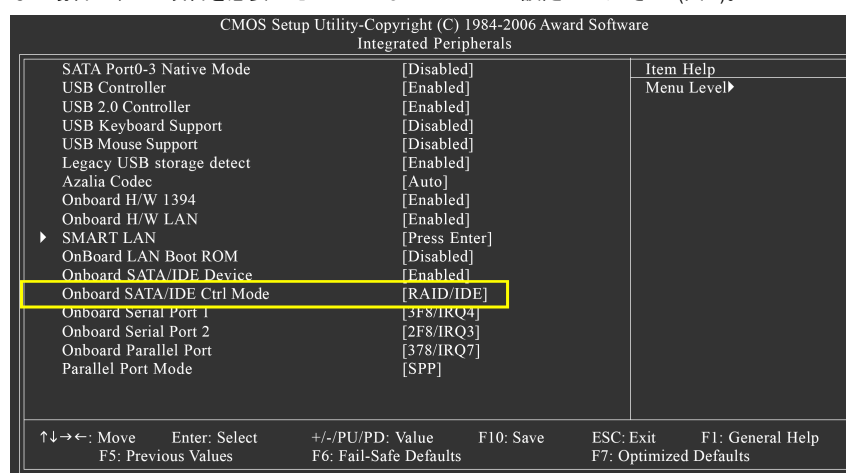 CMOS Setup Utility-Copyright (C) 1984-2006 Award Software
Integrated Peripherals
SATA Port0-3 Native Mode [Disabled] Item Help
USB Controller [Enabled] Menu Level▶
USB 2.0 Controller [Enabled]
USB Keyboard Support [Disabled]
USB Mouse Support [Disabled]
Legacy USB storage detect [Enabled]
Azalia Codec [Auto]
Onboard H/W 1394 [Enabled]
Onboard H/W LAN [Enabled]
▶ SMART LAN [Press Enter]
OnBoard LAN Boot ROM [Disabled]
Onboard SATA/IDE Device [Enabled]
Onboard SATA/IDE Ctrl Mode [RAID/IDE]
Onboard Serial Port 1 [3F8/IRQ4]
Onboard Serial Port 2 [2F8/IRQ3]
Onboard Parallel Port [378/IRQ7]
Parallel Port Mode [SPP]
↑↓→←: Move Enter: Select +/-/PU/PD: Value F10: Save ESC: Exit F1: General Help
F5: Previous Values F6: Fail-Safe Defaults F7: Optimized Defaults